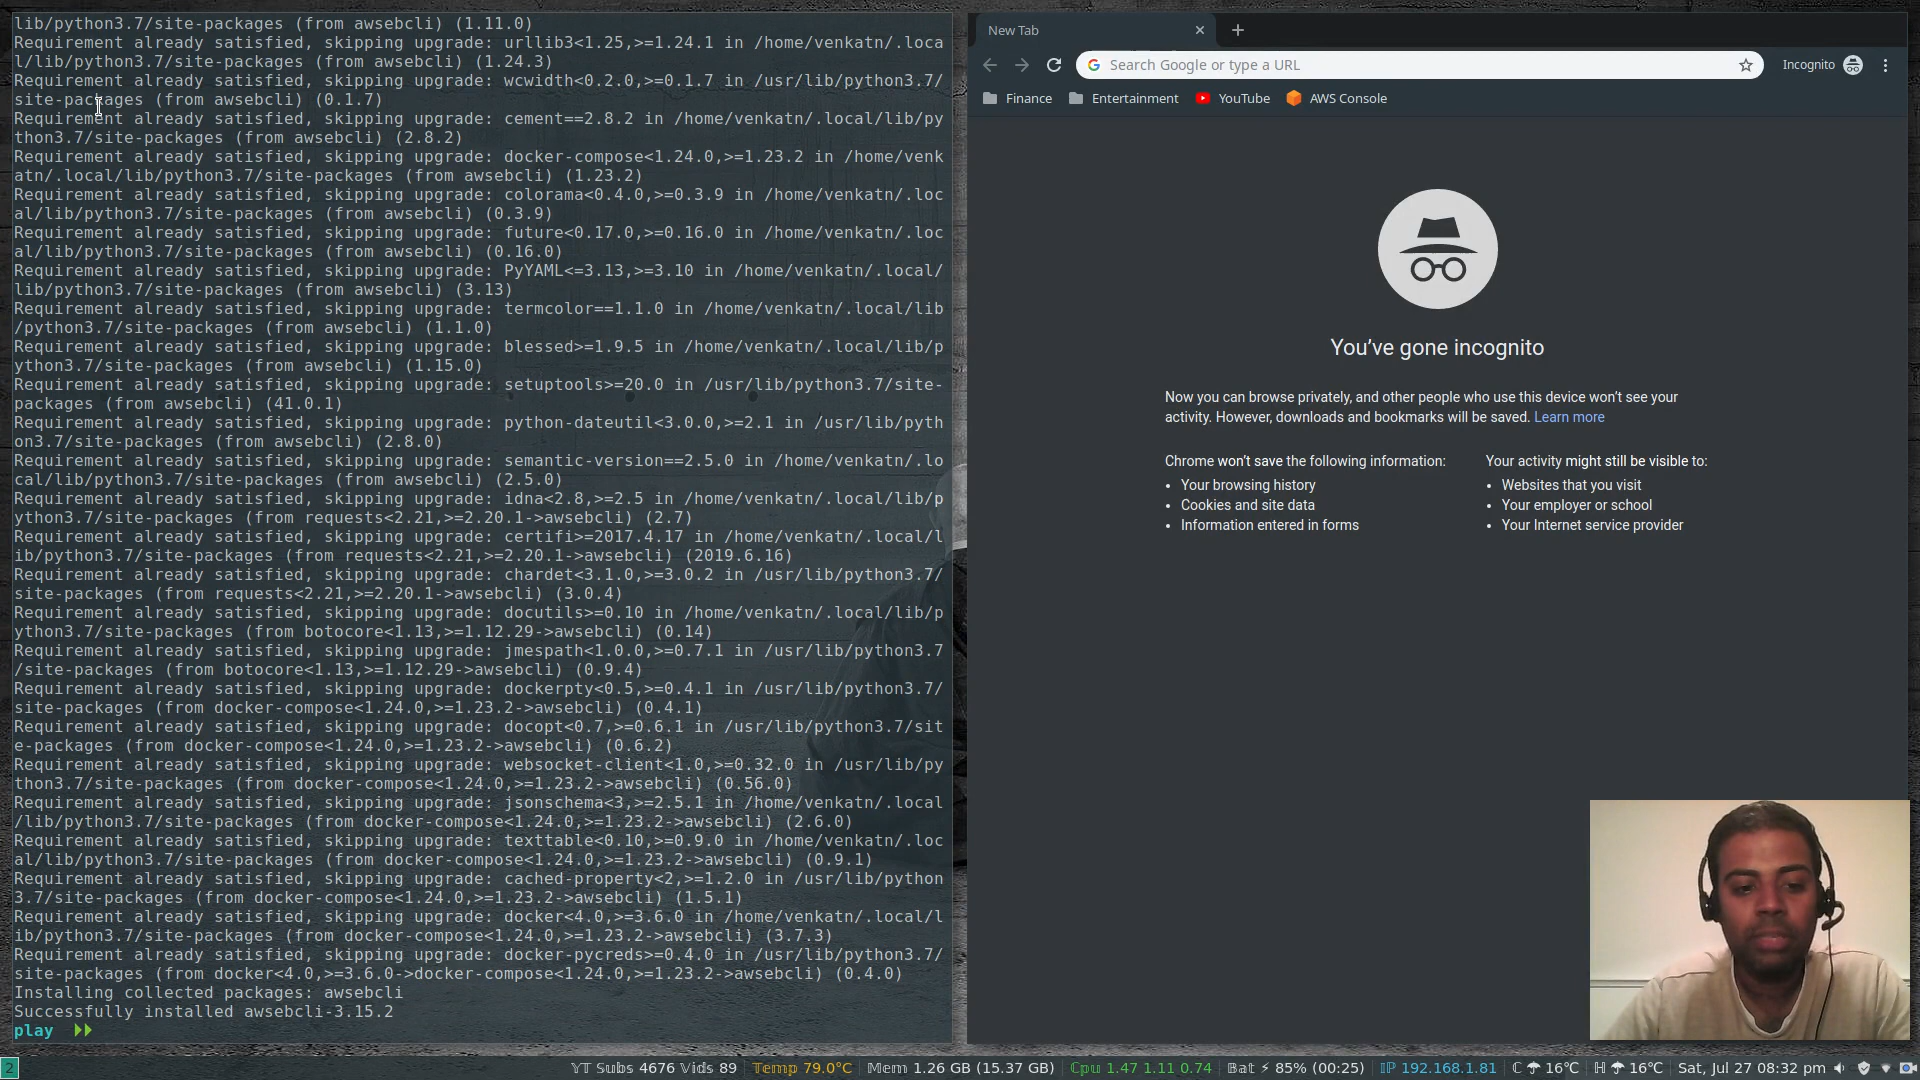 lib/python3.7/site-packages (from awsebcli) (1.11.0)
Requirement already satisfied, skipping upgrade: urllib3<1.25,>=1.24.1 in /home/venkatn/.loca
l/lib/python3.7/site-packages (from awsebcli) (1.24.3)
Requirement already satisfied, skipping upgrade: wcwidth<0.2.0,>=0.1.7 in /usr/lib/python3.7/
site-packages (from awsebcli) (0.1.7)
Requirement already satisfied, skipping upgrade: cement==2.8.2 in /home/venkatn/.local/lib/py
thon3.7/site-packages (from awsebcli) (2.8.2)
Requirement already satisfied, skipping upgrade: docker-compose<1.24.0,>=1.23.2 in /home/venk
atn/.local/lib/python3.7/site-packages (from awsebcli) (1.23.2)
Requirement already satisfied, skipping upgrade: colorama<0.4.0,>=0.3.9 in /home/venkatn/.loc
al/lib/python3.7/site-packages (from awsebcli) (0.3.9)
Requirement already satisfied, skipping upgrade: future<0.17.0,>=0.16.0 in /home/venkatn/.loc
al/lib/python3.7/site-packages (from awsebcli) (0.16.0)
Requirement already satisfied, skipping upgrade: PyYAML<=3.13,>=3.10 in /home/venkatn/.local/
lib/python3.7/site-packages (from awsebcli) (3.13)
Requirement already satisfied, skipping upgrade: termcolor==1.1.0 in /home/venkatn/.local/lib
/python3.7/site-packages (from awsebcli) (1.1.0)
Requirement already satisfied, skipping upgrade: blessed>=1.9.5 in /home/venkatn/.local/lib/p
ython3.7/site-packages (from awsebcli) (1.15.0)
Requirement already satisfied, skipping upgrade: setuptools>=20.0 in /usr/lib/python3.7/site-
packages (from awsebcli) (41.0.1)
Requirement already satisfied, skipping upgrade: python-dateutil<3.0.0,>=2.1 in /usr/lib/pyth
on3.7/site-packages (from awsebcli) (2.8.0)
Requirement already satisfied, skipping upgrade: semantic-version==2.5.0 in /home/venkatn/.lo
cal/lib/python3.7/site-packages (from awsebcli) (2.5.0)
Requirement already satisfied, skipping upgrade: idna<2.8,>=2.5 in /home/venkatn/.local/lib/p
ython3.7/site-packages (from requests<2.21,>=2.20.1->awsebcli) (2.7)
Requirement already satisfied, skipping upgrade: certifi>=2017.4.17 in /home/venkatn/.local/l
ib/python3.7/site-packages (from requests<2.21,>=2.20.1->awsebcli) (2019.6.16)
Requirement already satisfied, skipping upgrade: chardet<3.1.0,>=3.0.2 in /usr/lib/python3.7/
site-packages (from requests<2.21,>=2.20.1->awsebcli) (3.0.4)
Requirement already satisfied, skipping upgrade: docutils>=0.10 in /home/venkatn/.local/lib/p
ython3.7/site-packages (from botocore<1.13,>=1.12.29->awsebcli) (0.14)
Requirement already satisfied, skipping upgrade: jmespath<1.0.0,>=0.7.1 in /usr/lib/python3.7
/site-packages (from botocore<1.13,>=1.12.29->awsebcli) (0.9.4)
Requirement already satisfied, skipping upgrade: dockerpty<0.5,>=0.4.1 in /usr/lib/python3.7/
site-packages (from docker-compose<1.24.0,>=1.23.2->awsebcli) (0.4.1)
Requirement already satisfied, skipping upgrade: docopt<0.7,>=0.6.1 in /usr/lib/python3.7/sit
e-packages (from docker-compose<1.24.0,>=1.23.2->awsebcli) (0.6.2)
Requirement already satisfied, skipping upgrade: websocket-client<1.0,>=0.32.0 in /usr/lib/py
thon3.7/site-packages (from docker-compose<1.24.0,>=1.23.2->awsebcli) (0.56.0)
Requirement already satisfied, skipping upgrade: jsonschema<3,>=2.5.1 in /home/venkatn/.local
/lib/python3.7/site-packages (from docker-compose<1.24.0,>=1.23.2->awsebcli) (2.6.0)
Requirement already satisfied, skipping upgrade: texttable<0.10,>=0.9.0 in /home/venkatn/.loc
al/lib/python3.7/site-packages (from docker-compose<1.24.0,>=1.23.2->awsebcli) (0.9.1)
Requirement already satisfied, skipping upgrade: cached-property<2,>=1.2.0 in /usr/lib/python
3.7/site-packages (from docker-compose<1.24.0,>=1.23.2->awsebcli) (1.5.1)
Requirement already satisfied, skipping upgrade: docker<4.0,>=3.6.0 in /home/venkatn/.local/l
ib/python3.7/site-packages (from docker-compose<1.24.0,>=1.23.2->awsebcli) (3.7.3)
Requirement already satisfied, skipping upgrade: docker-pycreds>=0.4.0 in /usr/lib/python3.7/
site-packages (from docker<4.0,>=3.6.0->docker-compose<1.24.0,>=1.23.2->awsebcli) (0.4.0)
Installing collected packages: awsebcli
Successfully installed awsebcli-3.15.2
play
New Tab
Search Google or type a URL
Incognito
Finance Entertainment YouTube AWS Console
You've gone incognito
Now you can browse privately, and other people who use this device won't see your
activity. However, downloads and bookmarks will be saved. Learn more
Chrome won't save the following information:
• Your browsing history
• Cookies and site data
• Information entered in forms
Your activity might still be visible to:
• Websites that you visit
• Your employer or school
• Your Internet service provider
2
YT Subs 4676 Vids 89 Temp 79.0°C Mem 1.26 GB (15.37 GB) Cpu 1.47 1.11 0.74 Bat ⚡ 85% (00:25) IP 192.168.1.81 C ☂ 16°C H ☂ 16°C Sat, Jul 27 08:32 pm